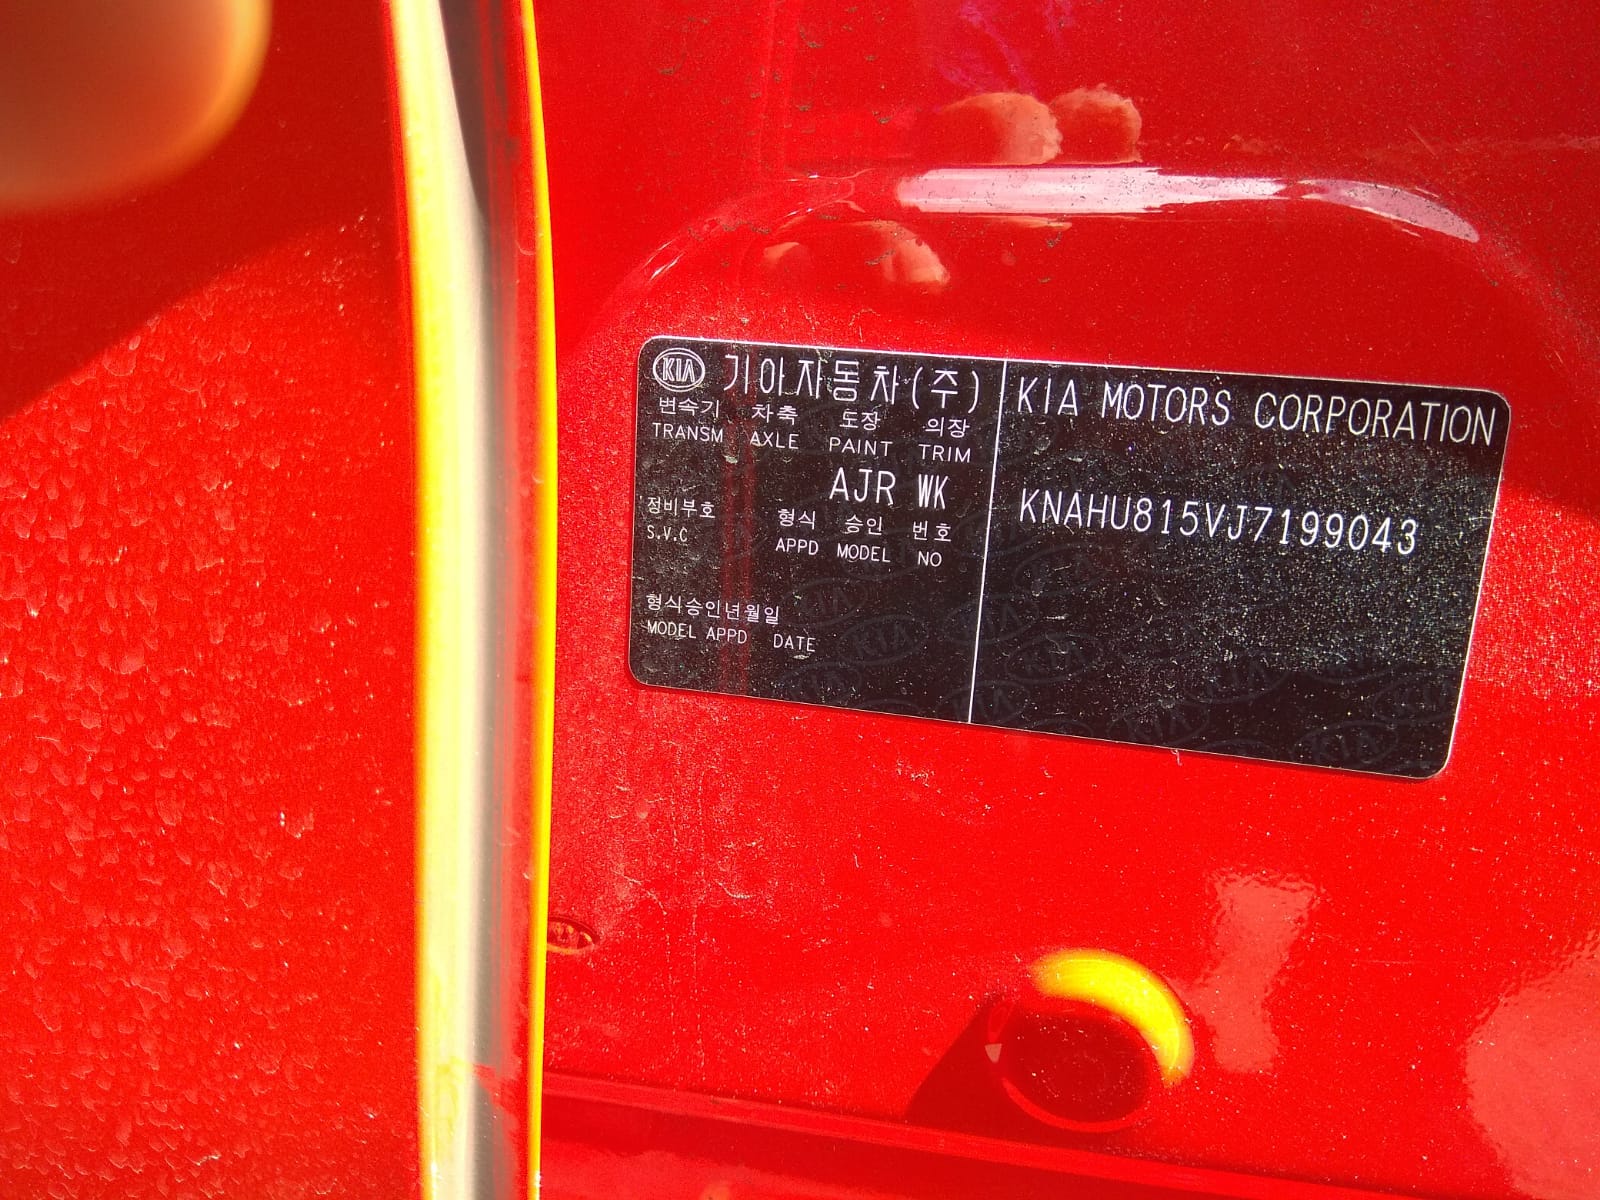 KIA 기아자동차(주)
변속기 차축 도장 의장
TRANSM AXLE PAINT TRIM
AJR WK
정비부호 형식 승인 번호
S.V.C APPD MODEL NO
형식승인년월일
MODEL APPD DATE
KIA MOTORS CORPORATION
KNAHU815VJ7199043